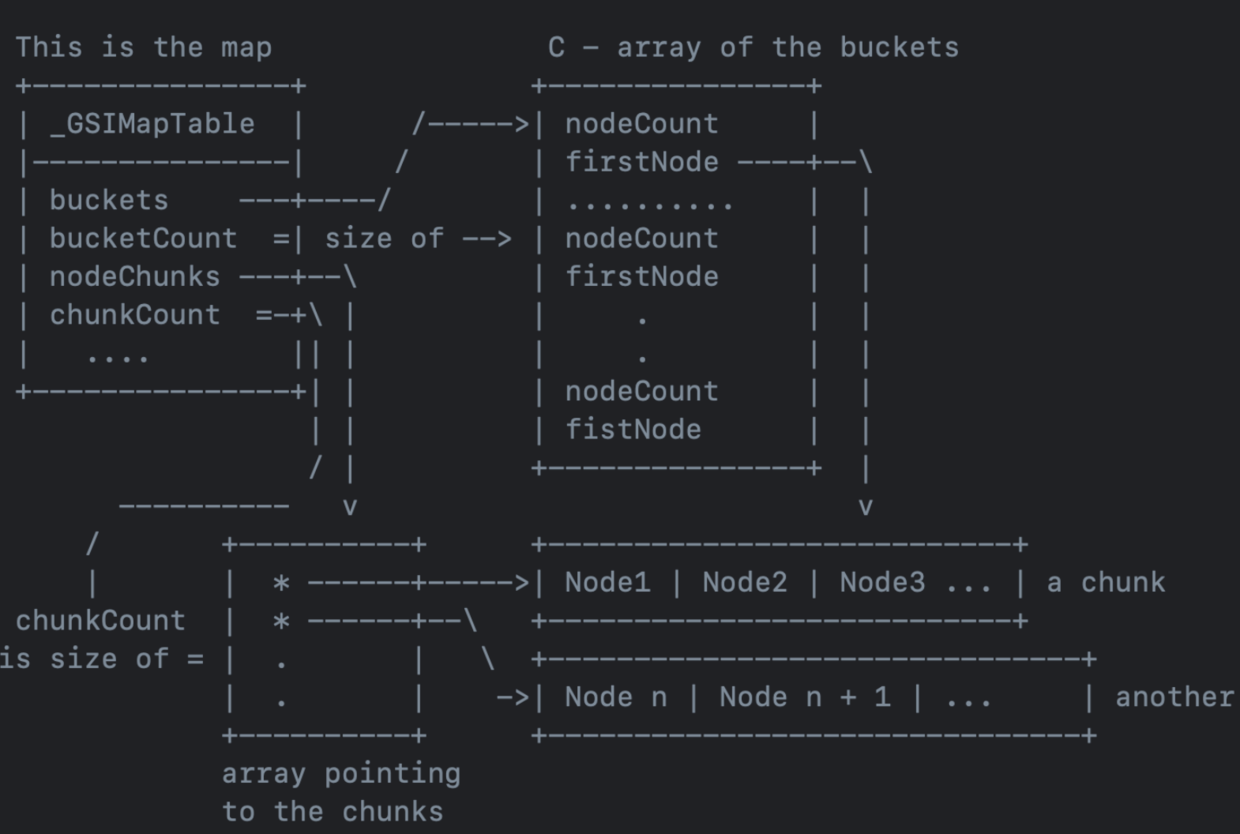 This is the map                C - array of the buckets
+---------------+             +---------------+
| _GSIMapTable  |      /----->| nodeCount     |
|---------------|     /       | firstNode ----+--\
| buckets    ---+----/        | ..........    |  |
| bucketCount  =| size of --> | nodeCount     |  |
| nodeChunks ---+--\          | firstNode     |  |
| chunkCount  =-+\ |          |     .         |  |
|   ....        || |          |     .         |  |
+---------------+| |          | nodeCount     |  |
                 | |          | fistNode      |  |
                 / |          +---------------+  |
      ----------   v                             v
    /       +----------+      +---------------------------+
    |       |  * ------+----->| Node1 | Node2 | Node3 ... | a chunk
chunkCount  |  * ------+--\   +---------------------------+
is size of = |  .       |   \  +-------------------------------+
            |  .       |    ->| Node n | Node n + 1 | ...     | another
            +----------+      +-------------------------------+
            array pointing
            to the chunks